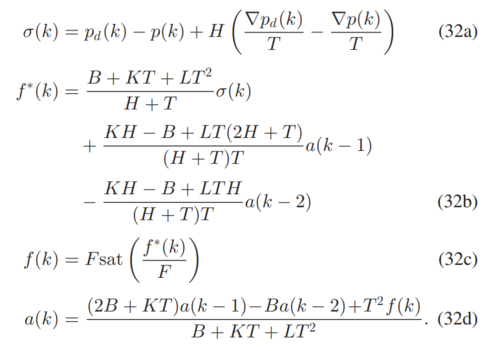 σ(k) = p_d(k) − p(k) + H (∇p_d(k)/T − ∇p(k)/T) (32a)
f*(k) = (B + KT + LT²)/(H + T) σ(k)
+ (KH − B + LT(2H + T))/((H + T)T) a(k − 1)
− (KH − B + LTH)/((H + T)T) a(k − 2) (32b)
f(k) = Fsat (f*(k)/F) (32c)
a(k) = ((2B + KT)a(k−1)−Ba(k−2)+T²f(k))/(B + KT + LT²). (32d)